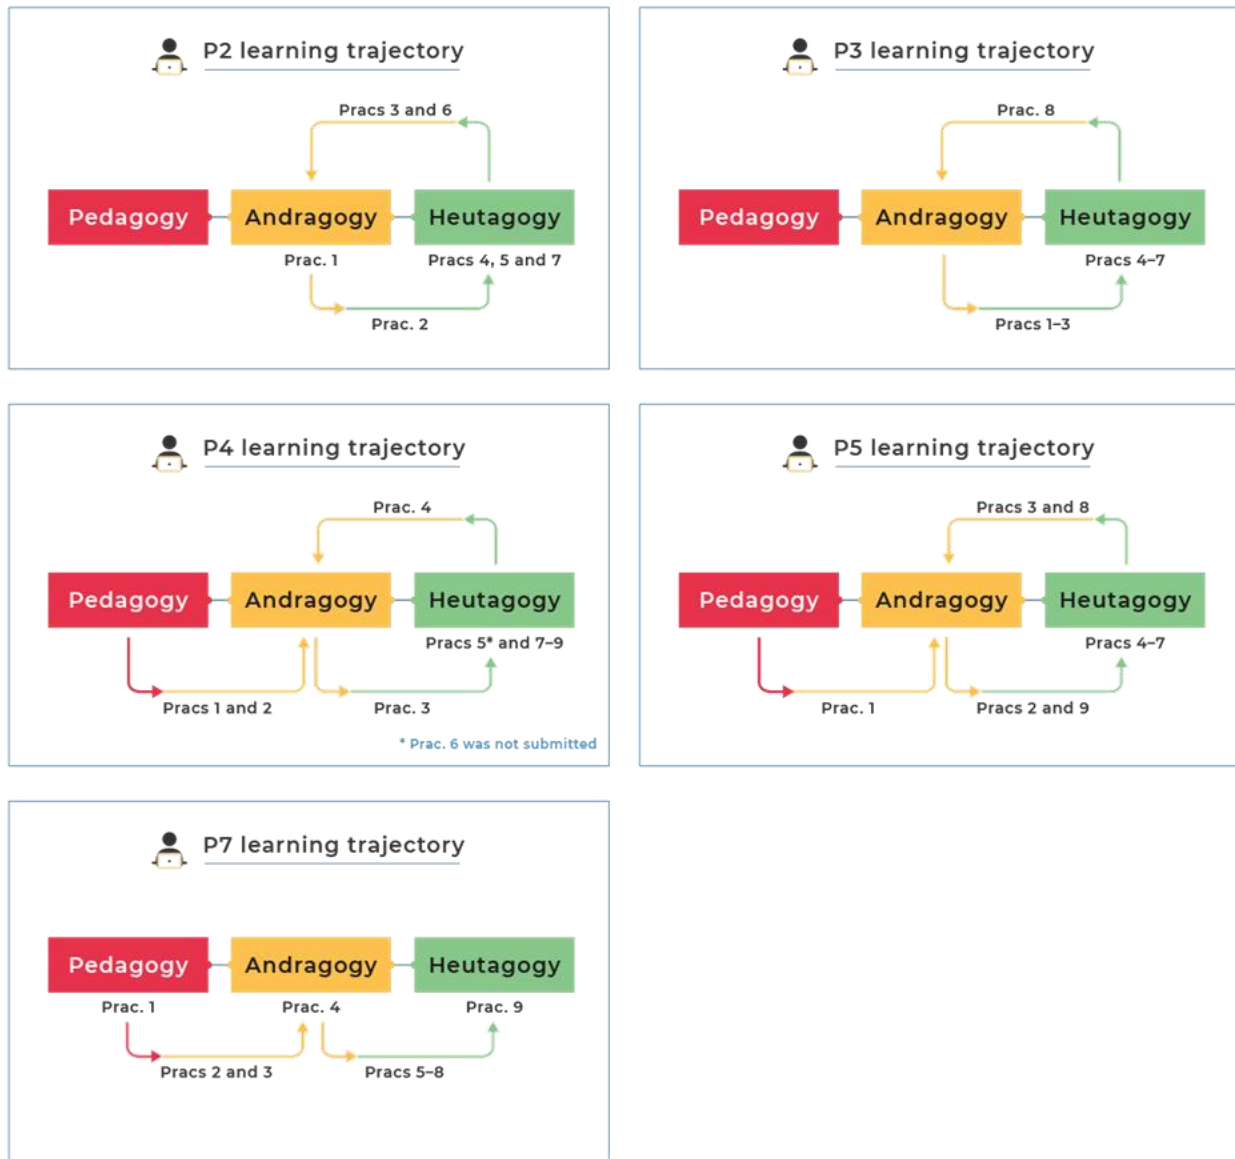 P2 learning trajectory
Pracs 3 and 6
Pedagogy
Andragogy
Heutagogy
Prac. 1
Pracs 4, 5 and 7
Prac. 2
P3 learning trajectory
Prac. 8
Pedagogy
Andragogy
Heutagogy
Pracs 4–7
Pracs 1–3
P4 learning trajectory
Prac. 4
Pedagogy
Andragogy
Heutagogy
Pracs 5* and 7–9
Pracs 1 and 2
Prac. 3
* Prac. 6 was not submitted
P5 learning trajectory
Pracs 3 and 8
Pedagogy
Andragogy
Heutagogy
Pracs 4–7
Prac. 1
Pracs 2 and 9
P7 learning trajectory
Pedagogy
Andragogy
Heutagogy
Prac. 1
Prac. 4
Prac. 9
Pracs 2 and 3
Pracs 5–8